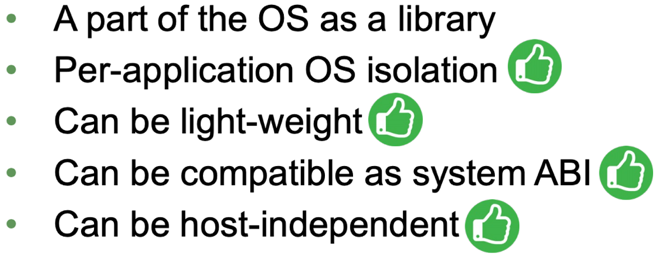 • A part of the OS as a library
• Per-application OS isolation
• Can be light-weight
• Can be compatible as system ABI
• Can be host-independent